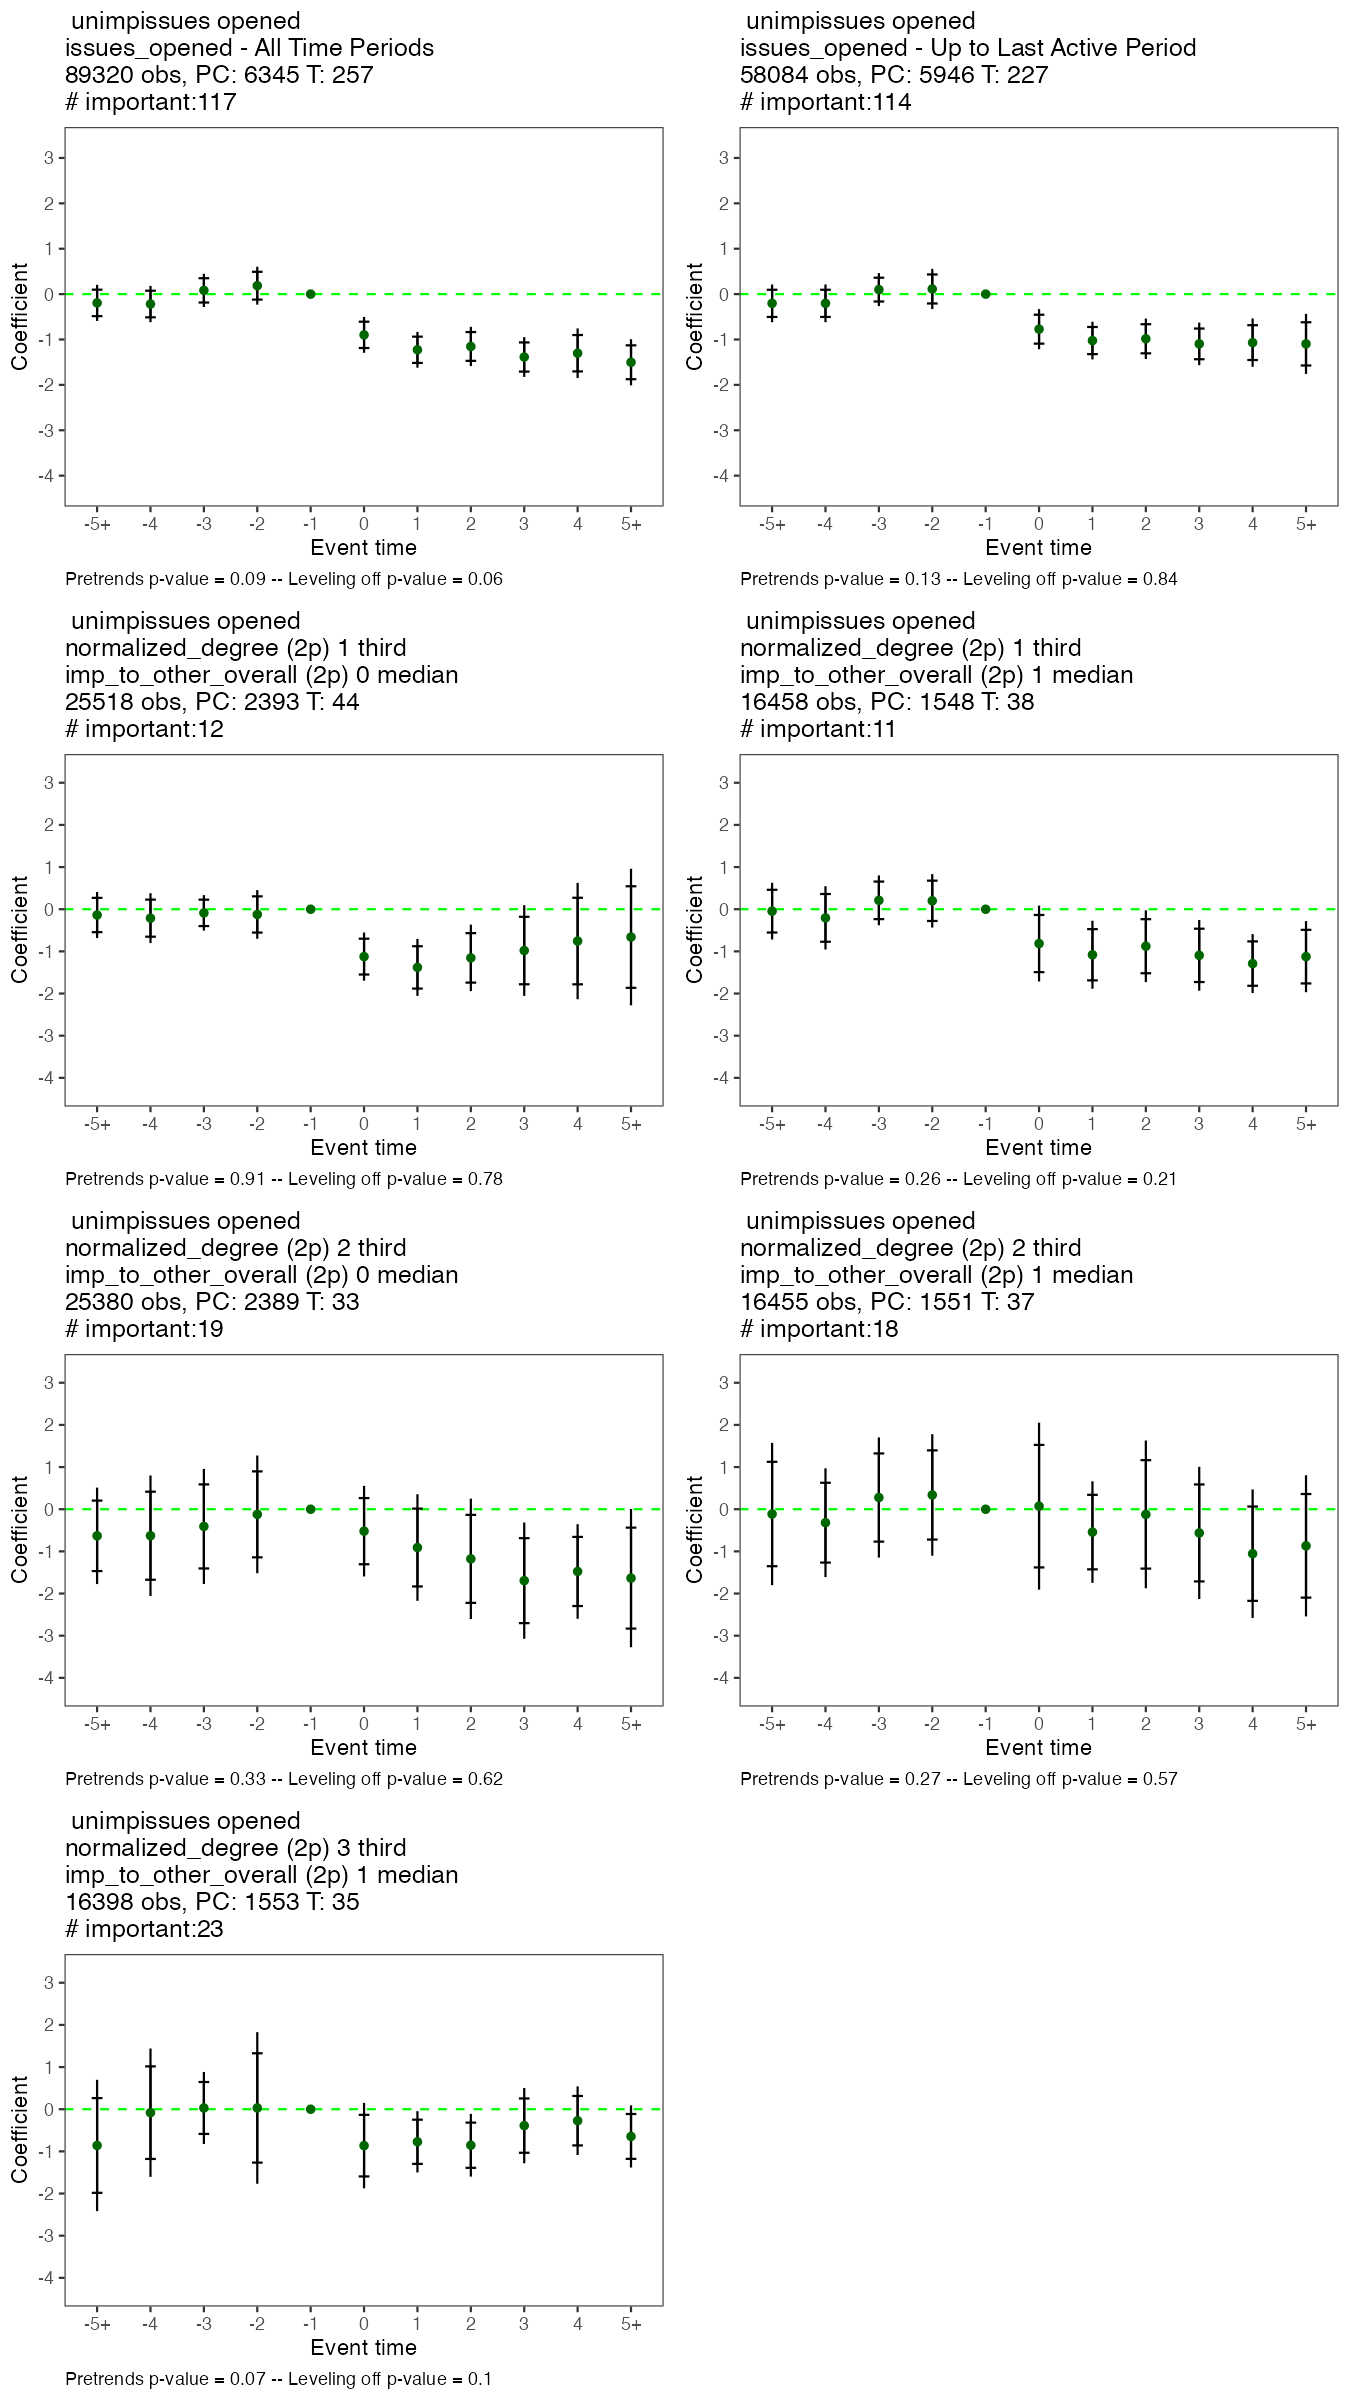 unimpissues opened
issues_opened - All Time Periods
89320 obs, PC: 6345 T: 257
# important:117
3
2
1
0
-1
-2
-3
-4
Coefficient
-5+ -4 -3 -2 -1 0 1 2 3 4 5+
Event time
Pretrends p-value = 0.09 -- Leveling off p-value = 0.06
unimpissues opened
issues_opened - Up to Last Active Period
58084 obs, PC: 5946 T: 227
# important:114
3
2
1
0
-1
-2
-3
-4
Coefficient
-5+ -4 -3 -2 -1 0 1 2 3 4 5+
Event time
Pretrends p-value = 0.13 -- Leveling off p-value = 0.84
unimpissues opened
normalized_degree (2p) 1 third
imp_to_other_overall (2p) 0 median
25518 obs, PC: 2393 T: 44
# important:12
3
2
1
0
-1
-2
-3
-4
Coefficient
-5+ -4 -3 -2 -1 0 1 2 3 4 5+
Event time
Pretrends p-value = 0.91 -- Leveling off p-value = 0.78
unimpissues opened
normalized_degree (2p) 1 third
imp_to_other_overall (2p) 1 median
16458 obs, PC: 1548 T: 38
# important:11
3
2
1
0
-1
-2
-3
-4
Coefficient
-5+ -4 -3 -2 -1 0 1 2 3 4 5+
Event time
Pretrends p-value = 0.26 -- Leveling off p-value = 0.21
unimpissues opened
normalized_degree (2p) 2 third
imp_to_other_overall (2p) 0 median
25380 obs, PC: 2389 T: 33
# important:19
3
2
1
0
-1
-2
-3
-4
Coefficient
-5+ -4 -3 -2 -1 0 1 2 3 4 5+
Event time
Pretrends p-value = 0.33 -- Leveling off p-value = 0.62
unimpissues opened
normalized_degree (2p) 2 third
imp_to_other_overall (2p) 1 median
16455 obs, PC: 1551 T: 37
# important:18
3
2
1
0
-1
-2
-3
-4
Coefficient
-5+ -4 -3 -2 -1 0 1 2 3 4 5+
Event time
Pretrends p-value = 0.27 -- Leveling off p-value = 0.57
unimpissues opened
normalized_degree (2p) 3 third
imp_to_other_overall (2p) 1 median
16398 obs, PC: 1553 T: 35
# important:23
3
2
1
0
-1
-2
-3
-4
Coefficient
-5+ -4 -3 -2 -1 0 1 2 3 4 5+
Event time
Pretrends p-value = 0.07 -- Leveling off p-value = 0.1